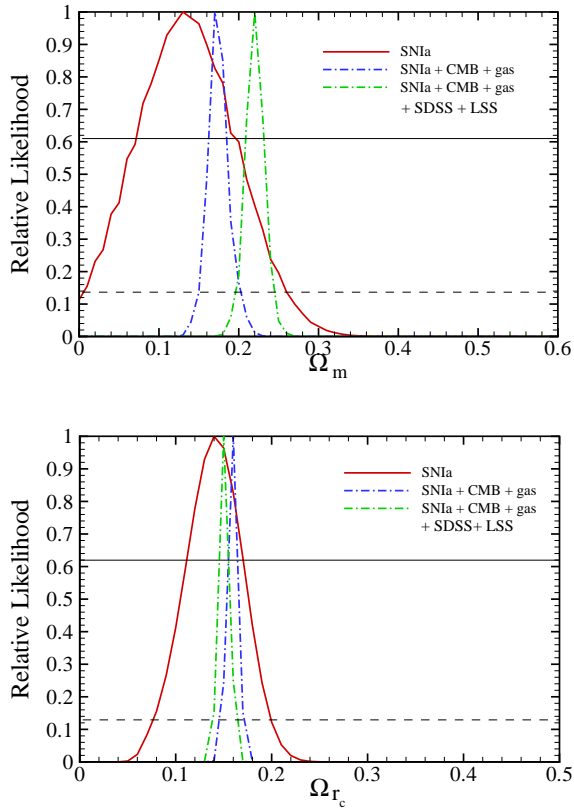 1
0.9
0.8
0.7
0.6
0.5
0.4
0.3
0.2
0.1
0
Relative Likelihood
SNIa
SNIa + CMB + gas
SNIa + CMB + gas
+ SDSS + LSS
0 0.1 0.2 0.3 0.4 0.5 0.6
Ω m
1
0.9
0.8
0.7
0.6
0.5
0.4
0.3
0.2
0.1
0
Relative Likelihood
SNIa
SNIa + CMB + gas
SNIa + CMB + gas
+ SDSS+ LSS
0 0.1 0.2 0.3 0.4 0.5
Ω r c